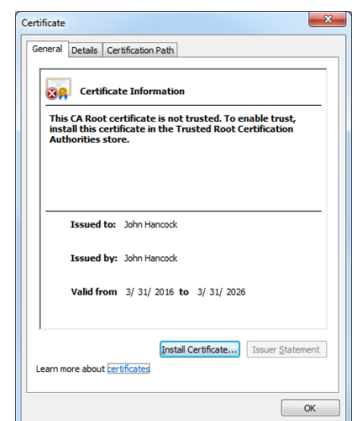 Certificate
General Details Certification Path
Certificate Information
This CA Root certificate is not trusted. To enable trust,
install this certificate in the Trusted Root Certification
Authorities store.
Issued to: John Hancock
Issued by: John Hancock
Valid from 3/ 31/ 2016 to 3/ 31/ 2026
Install Certificate... Issuer Statement
Learn more about certificates
OK